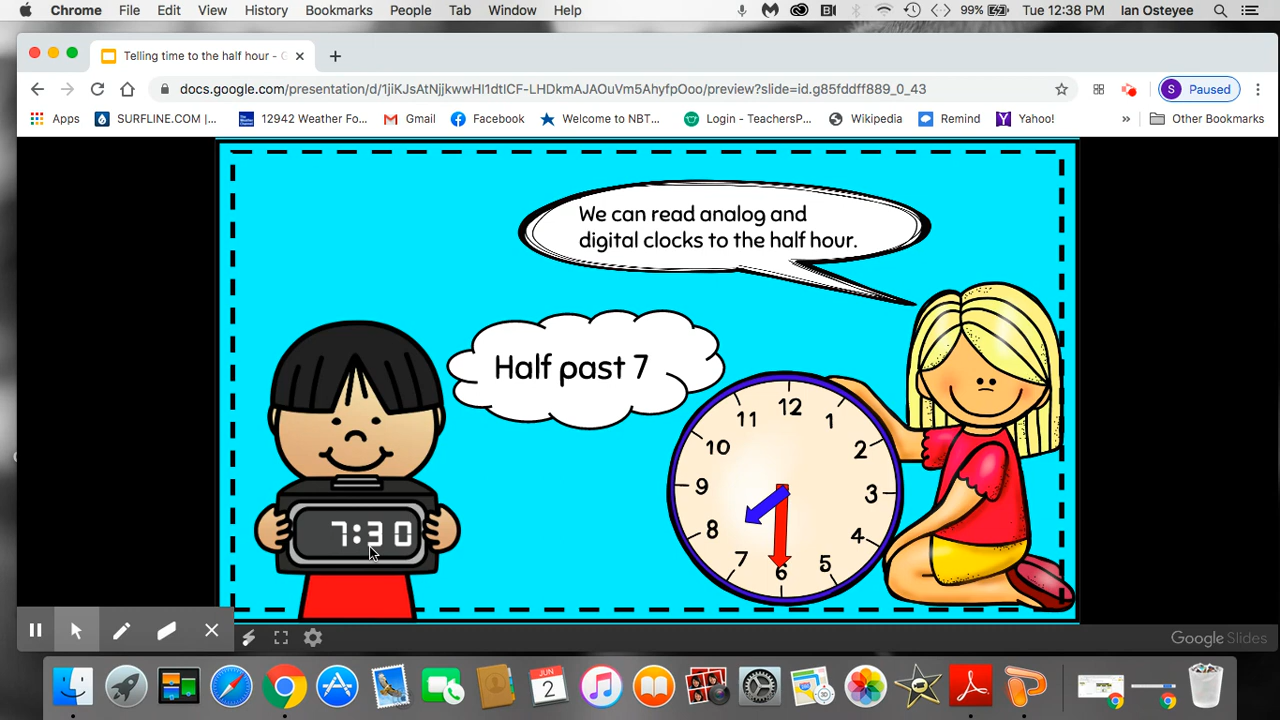 Chrome File Edit View History Bookmarks People Tab Window Help 99% Tue 12:38 PM Ian Osteyee
Telling time to the half hour - G
docs.google.com/presentation/d/1jiKJsAtNjjkwwHI1dtlCF-LHDkmAJAOuVm5AhyfpOoo/preview?slide=id.g85fddff889_0_43 S Paused
Apps SURFLINE.COM |... 12942 Weather Fo... Gmail Facebook Welcome to NBT... Login - TeachersP... Wikipedia Remind Yahoo! » Other Bookmarks
We can read analog and
digital clocks to the half hour.
Half past 7
7:30
12
1
2
3
4
5
6
7
8
9
10
11
Google Slides
JUN
2